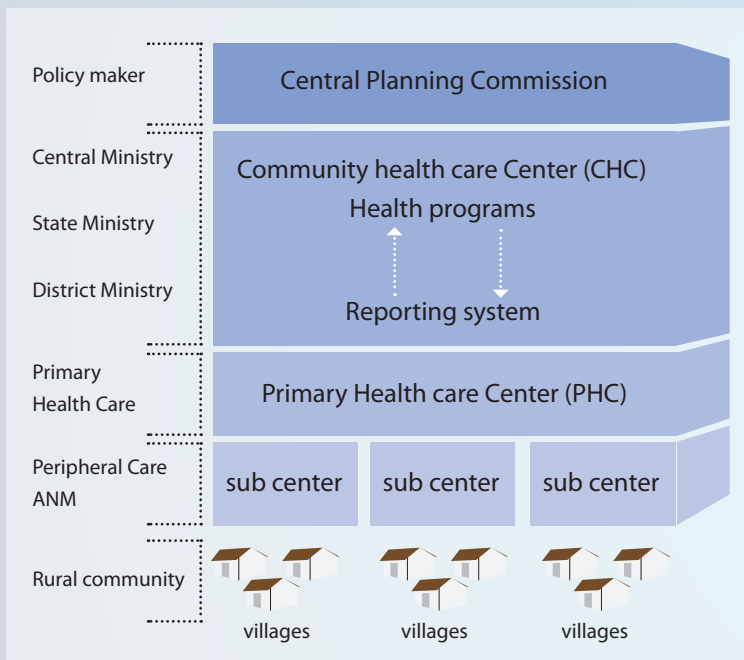 Policy maker
Central Planning Commission
Central Ministry
Community health care Center (CHC)
Health programs
State Ministry
District Ministry
Reporting system
Primary
Health Care
Primary Health care Center (PHC)
Peripheral Care
ANM
sub center
sub center
sub center
Rural community
villages
villages
villages